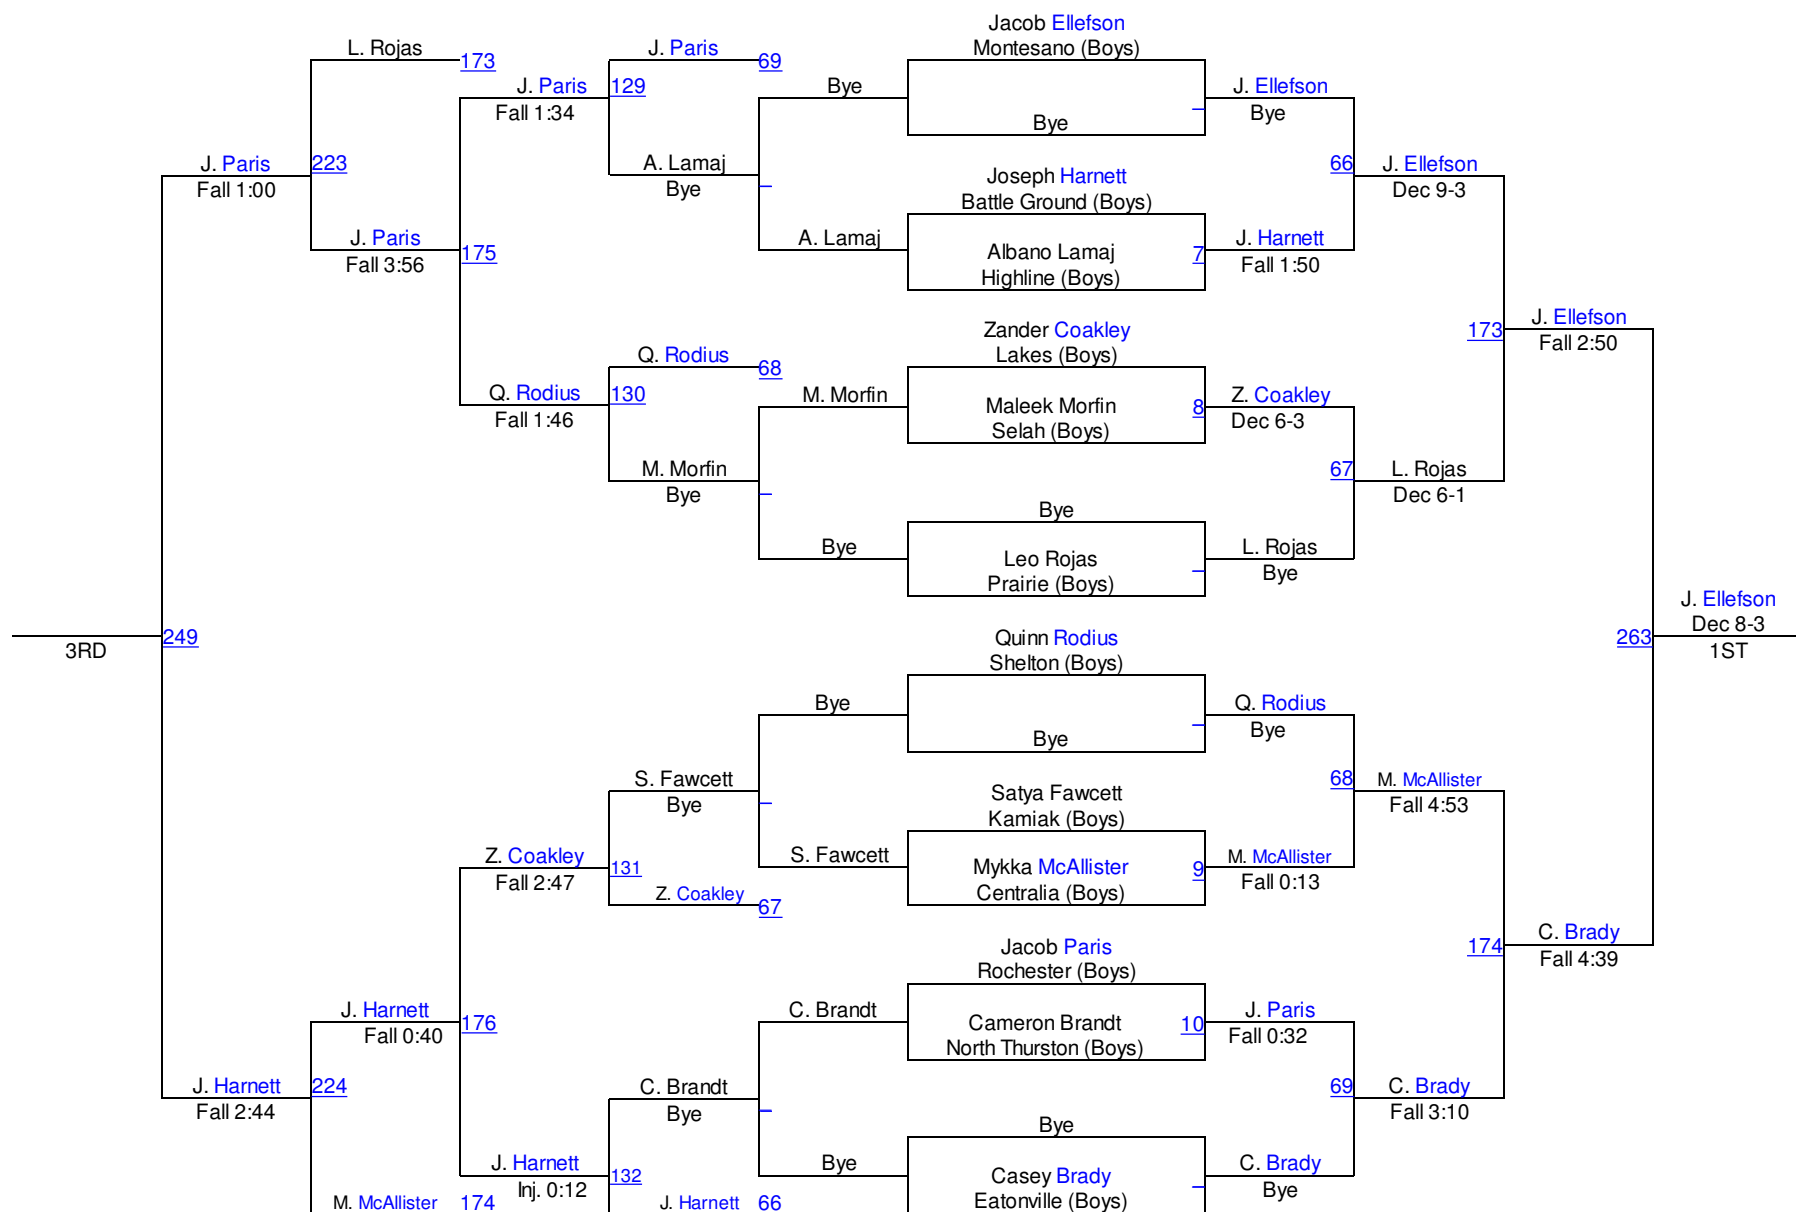 Jacob Ellefson
L. Rojas
J. Paris
Montesano (Boys)
173
69
J. Paris
129
Bye
J. Ellefson
Fall 1:34
Bye
Bye
A. Lamaj
J. Paris
223
66
J. Ellefson
Fall 1:00
Bye
Joseph Harnett
Dec 9-3
Battle Ground (Boys)
J. Paris
A. Lamaj
J. Harnett
Fall 3:56
175
Albano Lamaj
7
Fall 1:50
Highline (Boys)
Zander Coakley
173
J. Ellefson
Q. Rodius
Lakes (Boys)
Fall 2:50
68
Q. Rodius
130
M. Morfin
Maleek Morfin
8
Z. Coakley
Fall 1:46
Selah (Boys)
Dec 6-3
M. Morfin
67
L. Rojas
Bye
Dec 6-1
Bye
Bye
Leo Rojas
L. Rojas
Prairie (Boys)
Bye
J. Ellefson
249
Quinn Rodius
263
Dec 8-3
3RD
Shelton (Boys)
1ST
Bye
Q. Rodius
Bye
Bye
S. Fawcett
68
M. McAllister
Bye
Satya Fawcett
Fall 4:53
Kamiak (Boys)
Z. Coakley
131
S. Fawcett
Mykka McAllister
9
M. McAllister
Fall 2:47
Centralia (Boys)
Fall 0:13
Z. Coakley
67
Jacob Paris
174
C. Brady
Rochester (Boys)
Fall 4:39
J. Harnett
C. Brandt
J. Paris
Fall 0:40
176
Cameron Brandt
10
Fall 0:32
North Thurston (Boys)
J. Harnett
224
C. Brandt
69
C. Brady
Fall 2:44
Bye
Fall 3:10
Bye
J. Harnett
132
Bye
Casey Brady
C. Brady
Inj. 0:12
Eatonville (Boys)
Bye
M. McAllister
174
J. Harnett
66